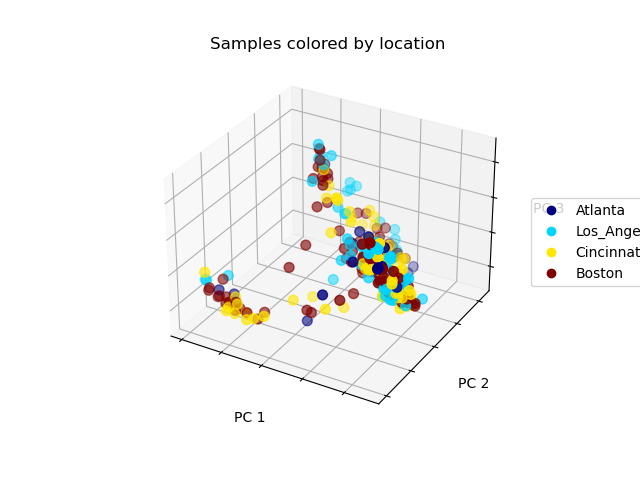 Samples colored by location
PC 3
Atlanta
Los_Ange
Cincinnat
Boston
PC 2
PC 1